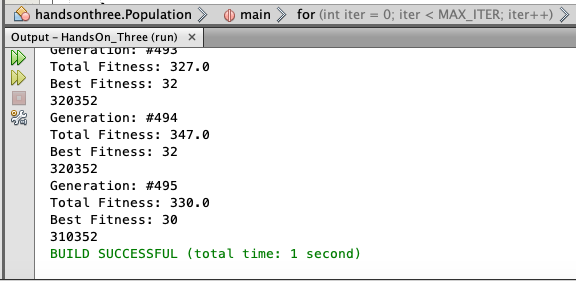 handsonthree.Population main for (int iter = 0; iter < MAX_ITER; iter++)
Output - HandsOn_Three (run) ×
Generation: #493
Total Fitness: 327.0
Best Fitness: 32
320352
Generation: #494
Total Fitness: 347.0
Best Fitness: 32
320352
Generation: #495
Total Fitness: 330.0
Best Fitness: 30
310352
BUILD SUCCESSFUL (total time: 1 second)